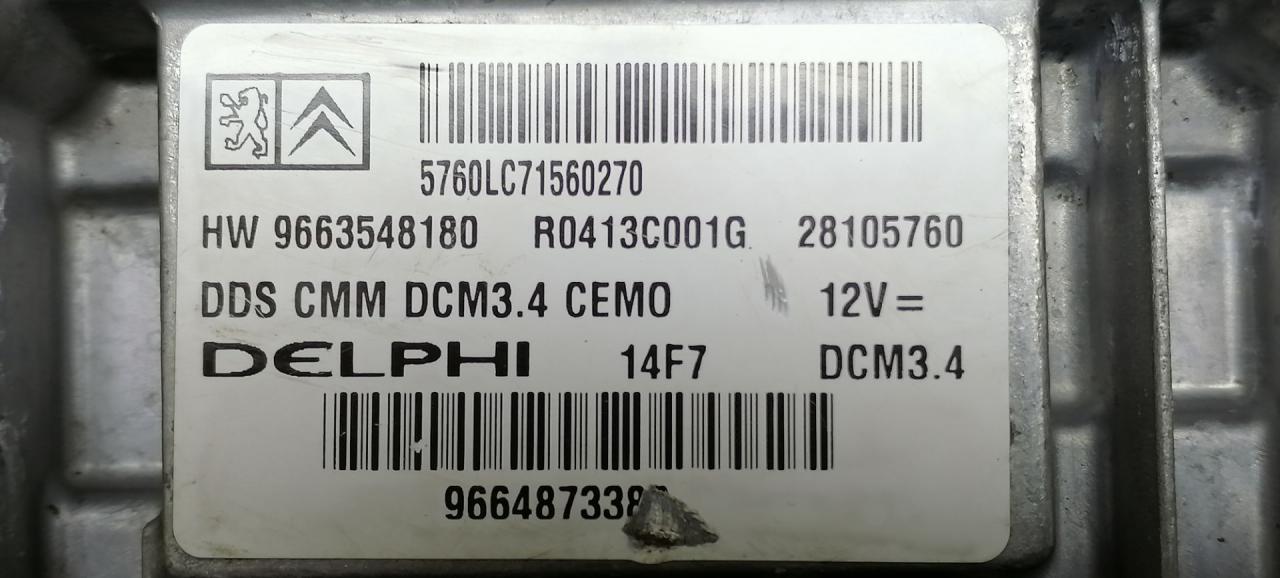 5760LC71560270
HW 9663548180 R0413C001G 28105760
DDS CMM DCM3.4 CEMO 12V=
DELPHI 14F7 DCM3.4